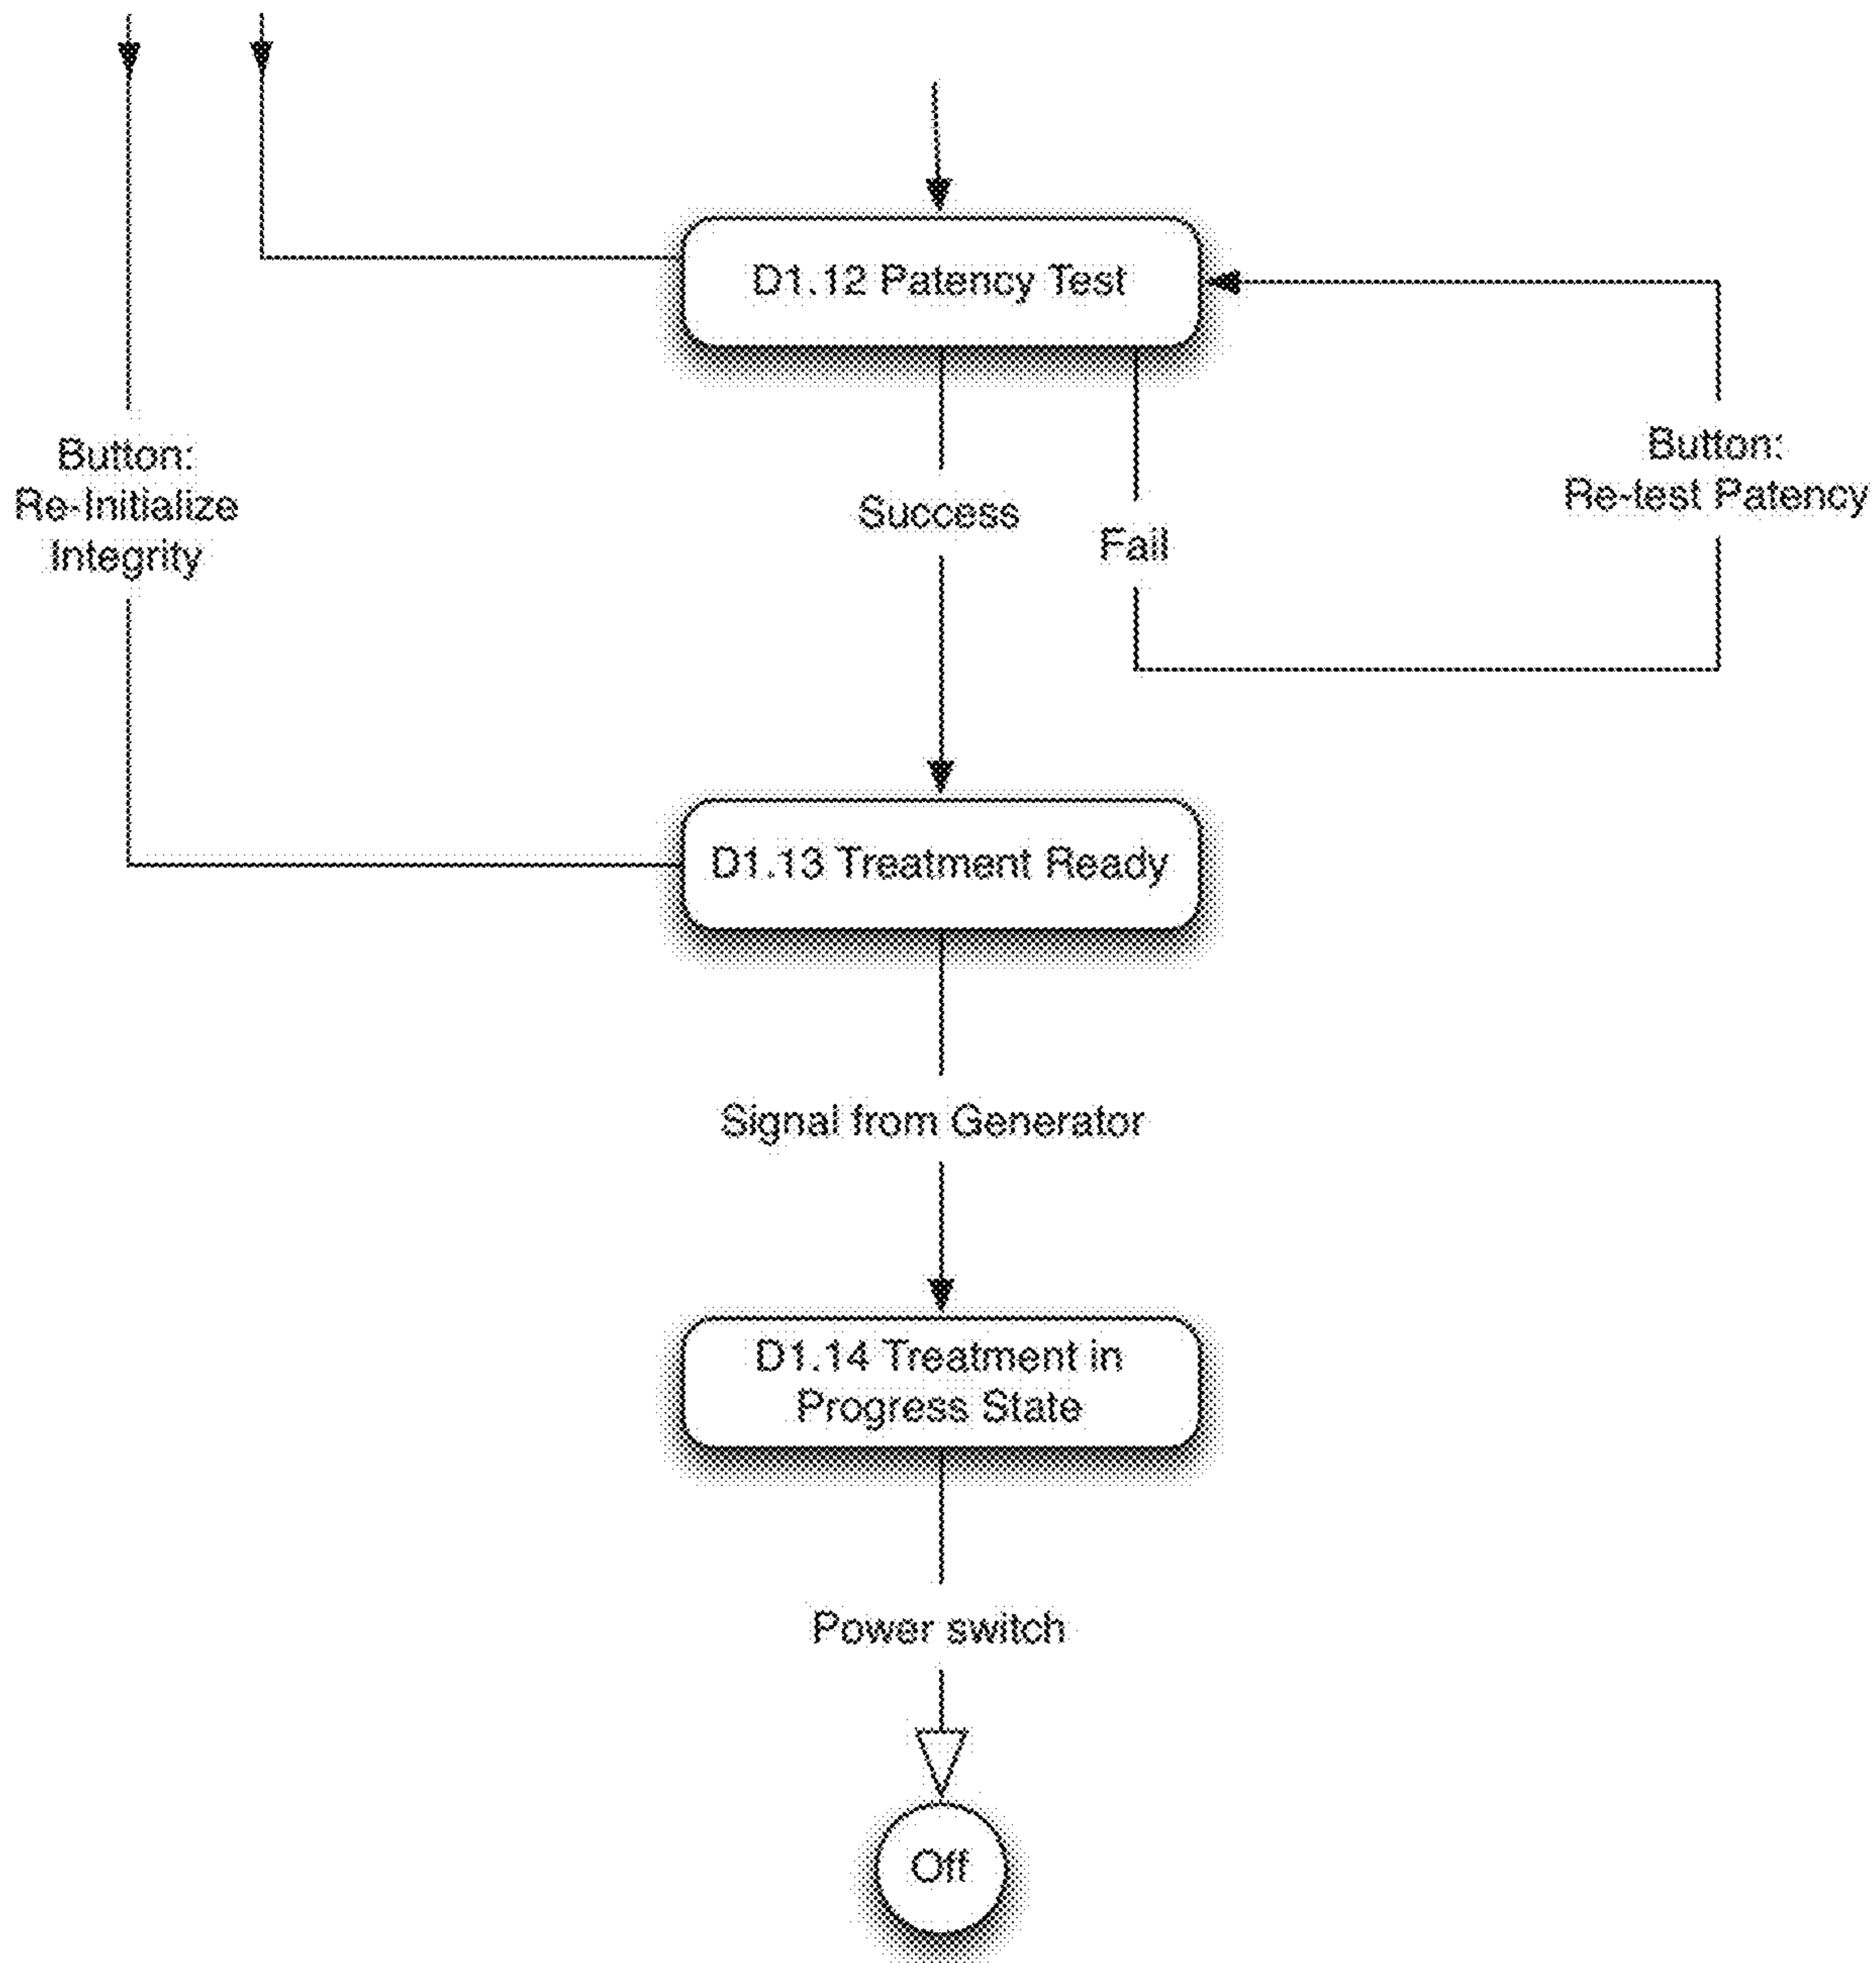 D1.12 Patency Test
Button:
Re-Initialize
Integrity
Success
Fail
Button:
Re-test Patency
D1.13 Treatment Ready
Signal from Generator
D1.14 Treatment in
Progress State
Power switch
Off